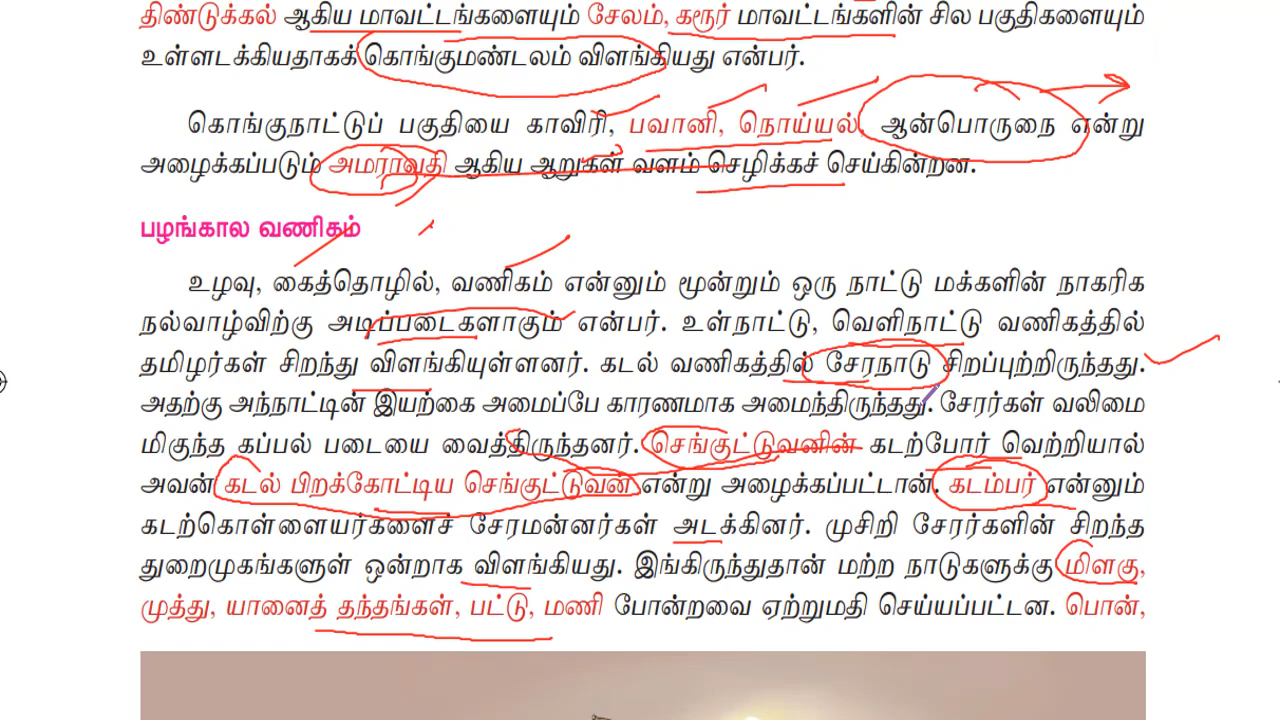 திண்டுக்கல் ஆகிய மாவட்டங்களையும் சேலம், கரூர் மாவட்டங்களின் சில பகுதிகளையும்
உள்ளடக்கியதாகக் கொங்குமண்டலம் விளங்கியது என்பர்.
கொங்குநாட்டுப் பகுதியை காவிரி, பவானி, நொய்யல், ஆன்பொருநை என்று
அழைக்கப்படும் அமராவதி ஆகிய ஆறுகள் வளம் செழிக்கச் செய்கின்றன.
பழங்கால வணிகம்
உழவு, கைத்தொழில், வணிகம் என்னும் மூன்றும் ஒரு நாட்டு மக்களின் நாகரிக
நல்வாழ்விற்கு அடிப்படைகளாகும் என்பர். உள்நாட்டு, வெளிநாட்டு வணிகத்தில்
தமிழர்கள் சிறந்து விளங்கியுள்ளனர். கடல் வணிகத்தில் சேரநாடு சிறப்புற்றிருந்தது.
அதற்கு அந்நாட்டின் இயற்கை அமைப்பே காரணமாக அமைந்திருந்தது. சேரர்கள் வலிமை
மிகுந்த கப்பல் படையை வைத்திருந்தனர். செங்குட்டுவனின் கடற்போர் வெற்றியால்
அவன் கடல் பிறக்கோட்டிய செங்குட்டுவன் என்று அழைக்கப்பட்டான். கடம்பர் என்னும்
கடற்கொள்ளையர்களைச் சேரமன்னர்கள் அடக்கினர். முசிறி சேரர்களின் சிறந்த
துறைமுகங்களுள் ஒன்றாக விளங்கியது. இங்கிருந்துதான் மற்ற நாடுகளுக்கு மிளகு,
முத்து, யானைத் தந்தங்கள், பட்டு, மணி போன்றவை ஏற்றுமதி செய்யப்பட்டன. பொன்,